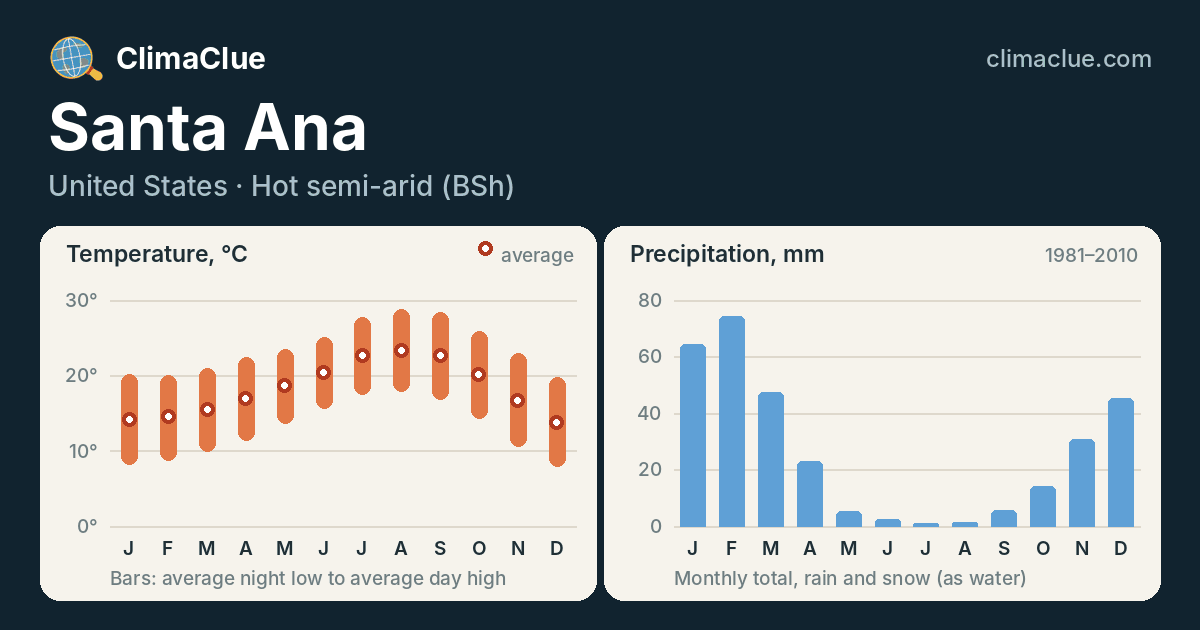 ClimaClue
climaclue.com
Santa Ana
United States · Hot semi-arid (BSh)
Temperature, °C
average
30°
20°
10°
0°
J F M A M J J A S O N D
Bars: average night low to average day high
Precipitation, mm
1981–2010
80
60
40
20
0
J F M A M J J A S O N D
Monthly total, rain and snow (as water)